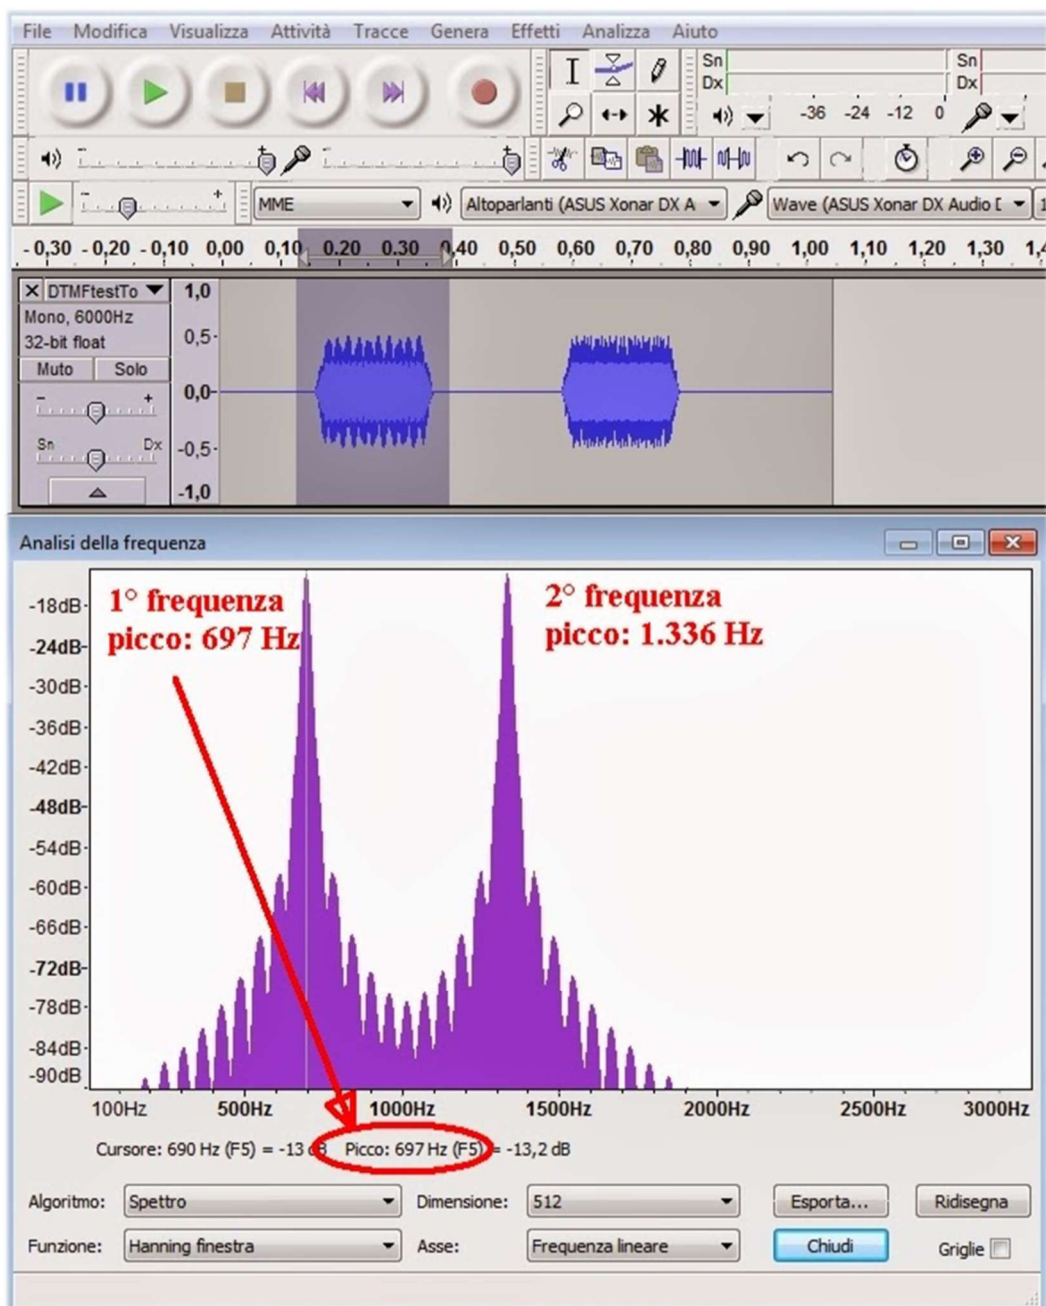 File Modifica Visualizza Attività Tracce Genera Effetti Analizza Aiuto
Sn Sn
Dx Dx
-36 -24 -12 0
- + - +
- + MME Altoparlanti (ASUS Xonar DX A Wave (ASUS Xonar DX Audio
- 0,30 - 0,20 - 0,10 0,00 0,10 0,20 0,30 0,40 0,50 0,60 0,70 0,80 0,90 1,00 1,10 1,20 1,30
X DTMFtestTo 1,0
Mono, 6000Hz
32-bit float 0,5
Muto Solo
- + 0,0
Sn Dx -0,5
-1,0
Analisi della frequenza
1° frequenza
picco: 697 Hz
2° frequenza
picco: 1.336 Hz
-18dB
-24dB
-30dB
-36dB
-42dB
-48dB
-54dB
-60dB
-66dB
-72dB
-78dB
-84dB
-90dB
100Hz 500Hz 1000Hz 1500Hz 2000Hz 2500Hz 3000Hz
Cursore: 690 Hz (F5) = -13 dB Picco: 697 Hz (F5) = -13,2 dB
Algoritmo: Spettro Dimensione: 512 Esporta... Ridisegna
Funzione: Hanning finestra Asse: Frequenza lineare Chiudi Griglie